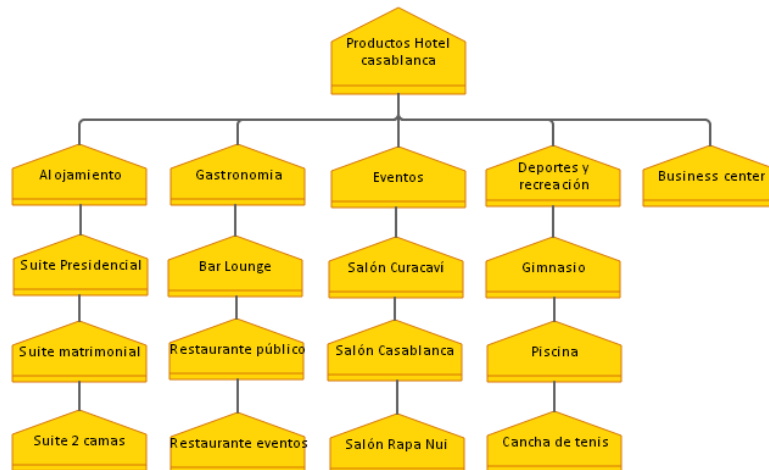 Productos Hotel
casablanca
Alojamiento
Gastronomia
Eventos
Deportes y
recreación
Business center
Suite Presidencial
Bar Lounge
Salón Curacaví
Gimnasio
Suite matrimonial
Restaurante público
Salón Casablanca
Piscina
Suite 2 camas
Restaurante eventos
Salón Rapa Nui
Cancha de tenis